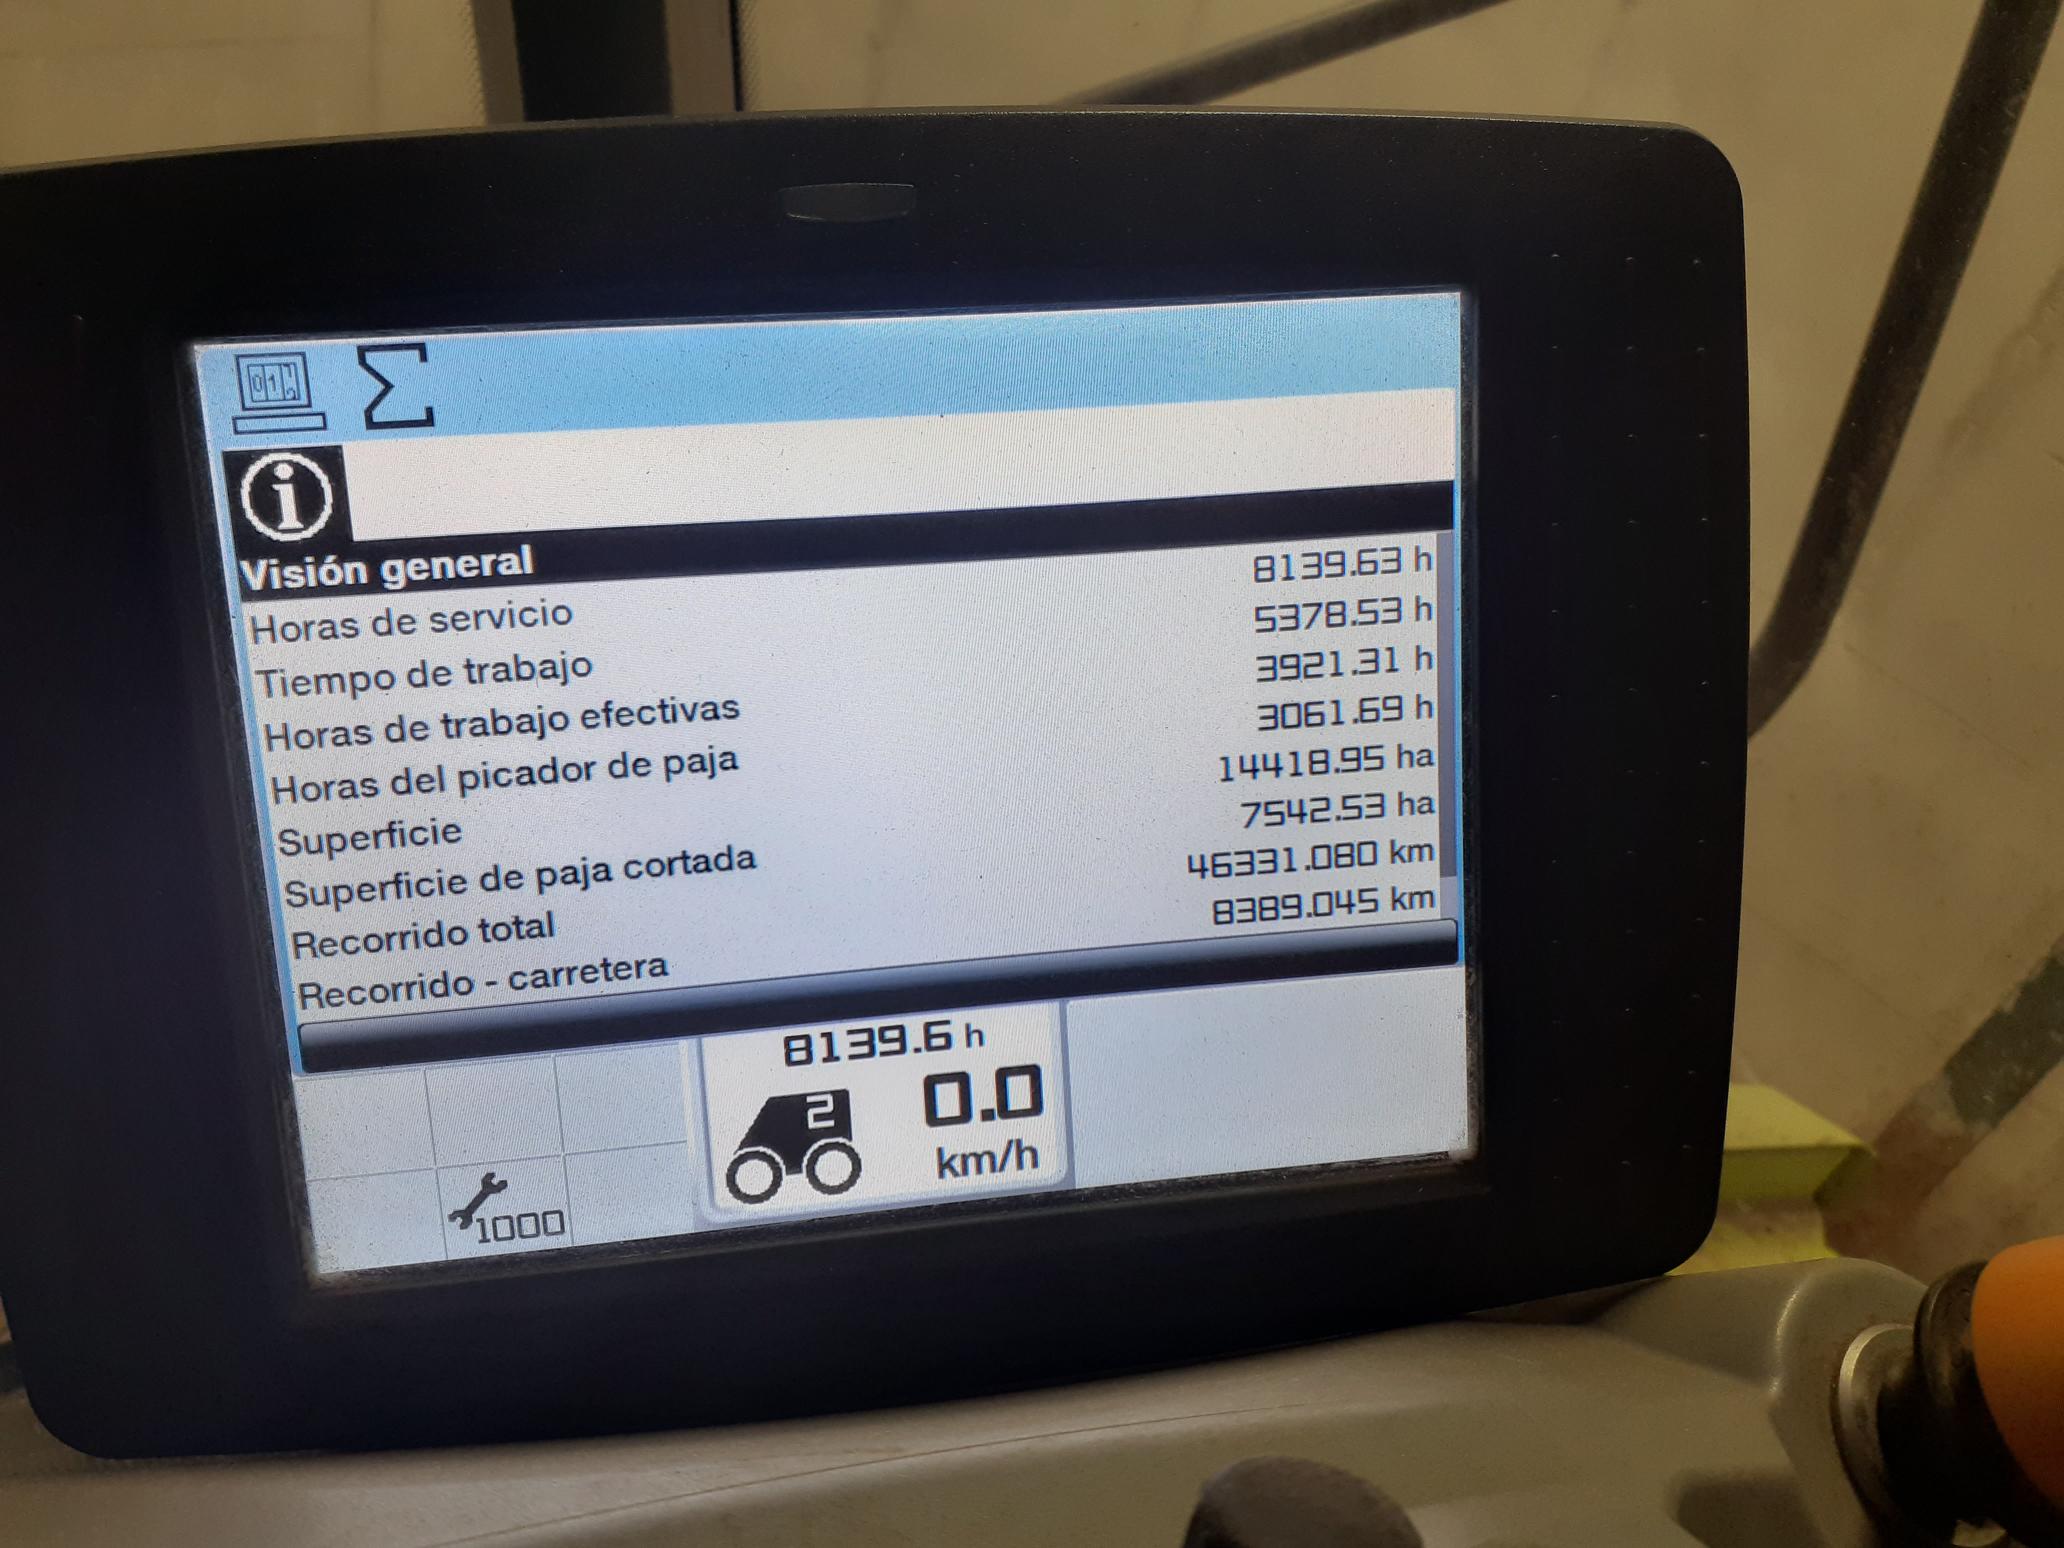 Visión general
Horas de servicio 8139.63 h
Tiempo de trabajo 5378.53 h
Horas de trabajo efectivas 3921.31 h
Horas del picador de paja 3061.69 h
Superficie 14418.95 ha
Superficie de paja cortada 7542.53 ha
Recorrido total 46331.080 km
Recorrido - carretera 8389.045 km
8139.6 h
2 0.0
km/h
1000